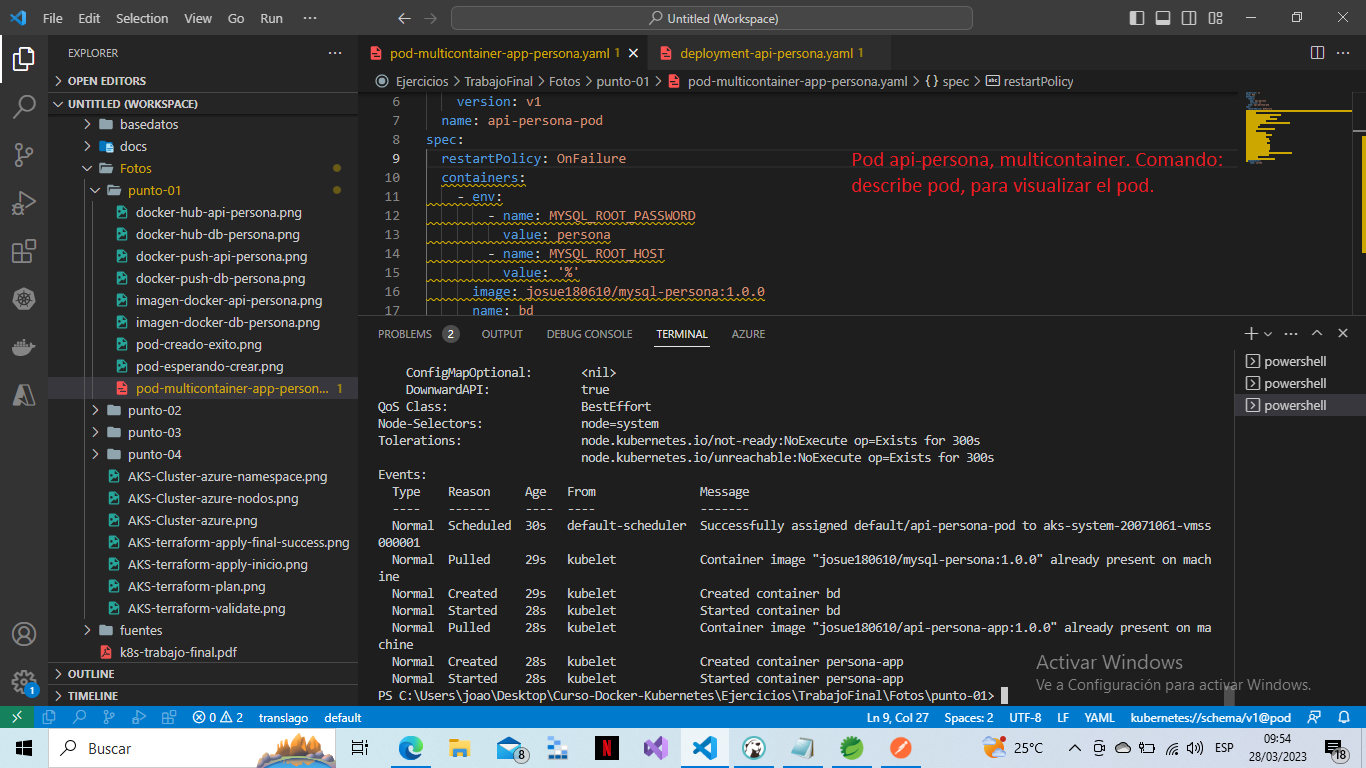 File Edit Selection View Go Run ···
Untitled (Workspace)
EXPLORER
OPEN EDITORS
UNTITLED (WORKSPACE)
basedatos
docs
Fotos
punto-01
docker-hub-api-persona.png
docker-hub-db-persona.png
docker-push-api-persona.png
docker-push-db-persona.png
imagen-docker-api-persona.png
imagen-docker-db-persona.png
pod-creado-exito.png
pod-esperando-crear.png
pod-multicontainer-app-person... 1
punto-02
punto-03
punto-04
AKS-Cluster-azure-namespace.png
AKS-Cluster-azure-nodos.png
AKS-Cluster-azure.png
AKS-terraform-apply-final-success.png
AKS-terraform-apply-inicio.png
AKS-terraform-plan.png
AKS-terraform-validate.png
fuentes
k8s-trabajo-final.pdf
OUTLINE
TIMELINE
pod-multicontainer-app-persona.yaml 1
deployment-api-persona.yaml 1
Ejercicios > TrabajoFinal > Fotos > punto-01 > pod-multicontainer-app-persona.yaml > {} spec > restartPolicy
6 version: v1
7 name: api-persona-pod
8 spec:
9 restartPolicy: OnFailure
10 containers:
11 - env:
12 - name: MYSQL_ROOT_PASSWORD
13 value: persona
14 - name: MYSQL_ROOT_HOST
15 value: '%'
16 image: josue180610/mysql-persona:1.0.0
17 name: bd
Pod api-persona, multicontainer. Comando:
describe pod, para visualizar el pod.
PROBLEMS 2 OUTPUT DEBUG CONSOLE TERMINAL AZURE
powershell
powershell
powershell
ConfigMapOptional: <nil>
DownwardAPI: true
QoS Class: BestEffort
Node-Selectors: node=system
Tolerations: node.kubernetes.io/not-ready:NoExecute op=Exists for 300s
node.kubernetes.io/unreachable:NoExecute op=Exists for 300s
Events:
Type Reason Age From Message
---- ------ ---- ---- -------
Normal Scheduled 30s default-scheduler Successfully assigned default/api-persona-pod to aks-system-20071061-vmss
000001
Normal Pulled 29s kubelet Container image "josue180610/mysql-persona:1.0.0" already present on mach
ine
Normal Created 29s kubelet Created container bd
Normal Started 28s kubelet Started container bd
Normal Pulled 28s kubelet Container image "josue180610/api-persona-app:1.0.0" already present on ma
chine
Normal Created 28s kubelet Created container persona-app
Normal Started 28s kubelet Started container persona-app
PS C:\Users\joao\Desktop\Curso-Docker-Kubernetes\Ejercicios\TrabajoFinal\Fotos\punto-01>
Activar Windows
Ve a Configuración para activar Windows.
1
0 2 translago default
Ln 9, Col 27 Spaces: 2 UTF-8 LF YAML kubernetes://schema/v1@pod
Buscar
8
N
25°C
ESP
09:54
28/03/2023
18